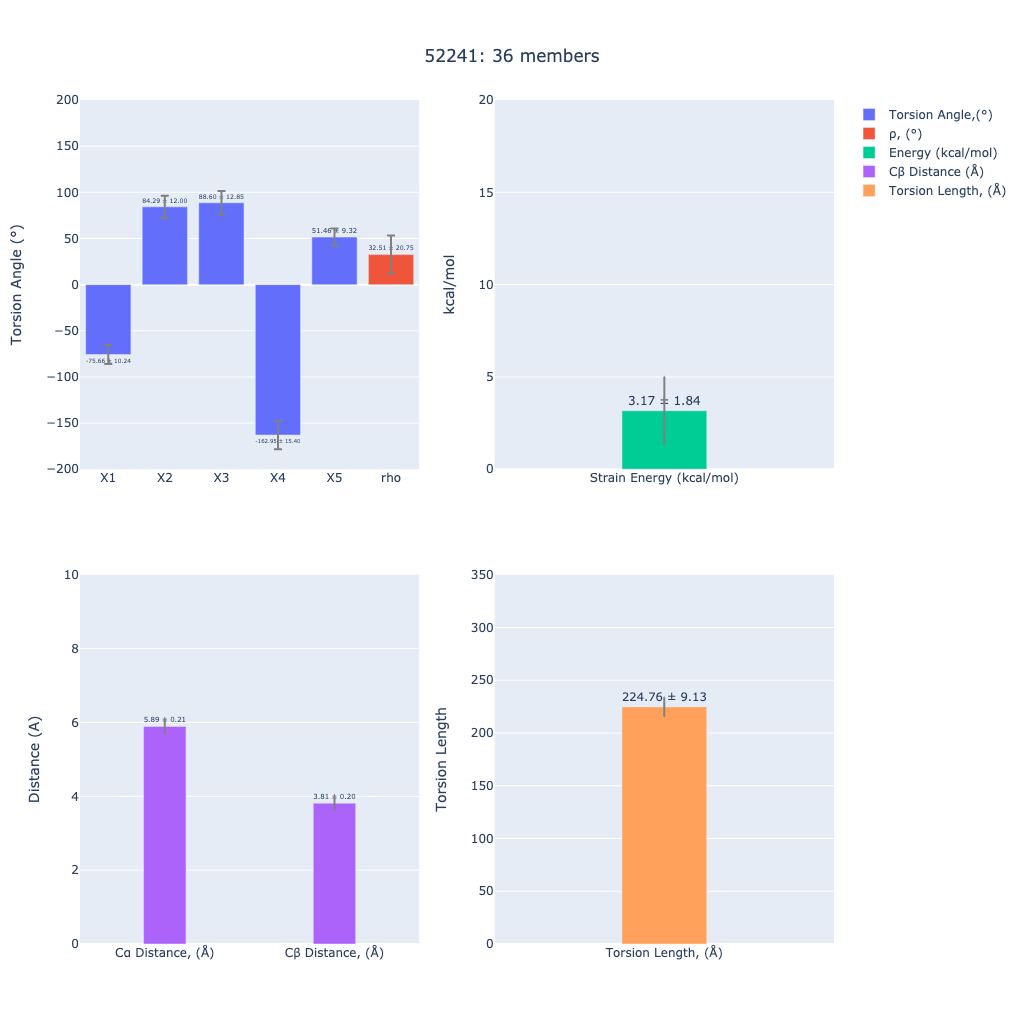 52241: 36 members
200
150
100
50
0
−50
−100
−150
−200
Torsion Angle (°)
84.29 ± 12.00
88.60 ± 12.85
51.46 ± 9.32
32.51 ± 20.75
-75.66 ± 10.24
-162.95 ± 15.40
X1 X2 X3 X4 X5 rho
20
15
10
5
0
kcal/mol
3.17 ± 1.84
Strain Energy (kcal/mol)
Torsion Angle,(°)
ρ, (°)
Energy (kcal/mol)
Cβ Distance (Å)
Torsion Length, (Å)
10
8
6
4
2
0
Distance (A)
5.89 ± 0.21
3.81 ± 0.20
Cα Distance, (Å) Cβ Distance, (Å)
350
300
250
200
150
100
50
0
Torsion Length
224.76 ± 9.13
Torsion Length, (Å)